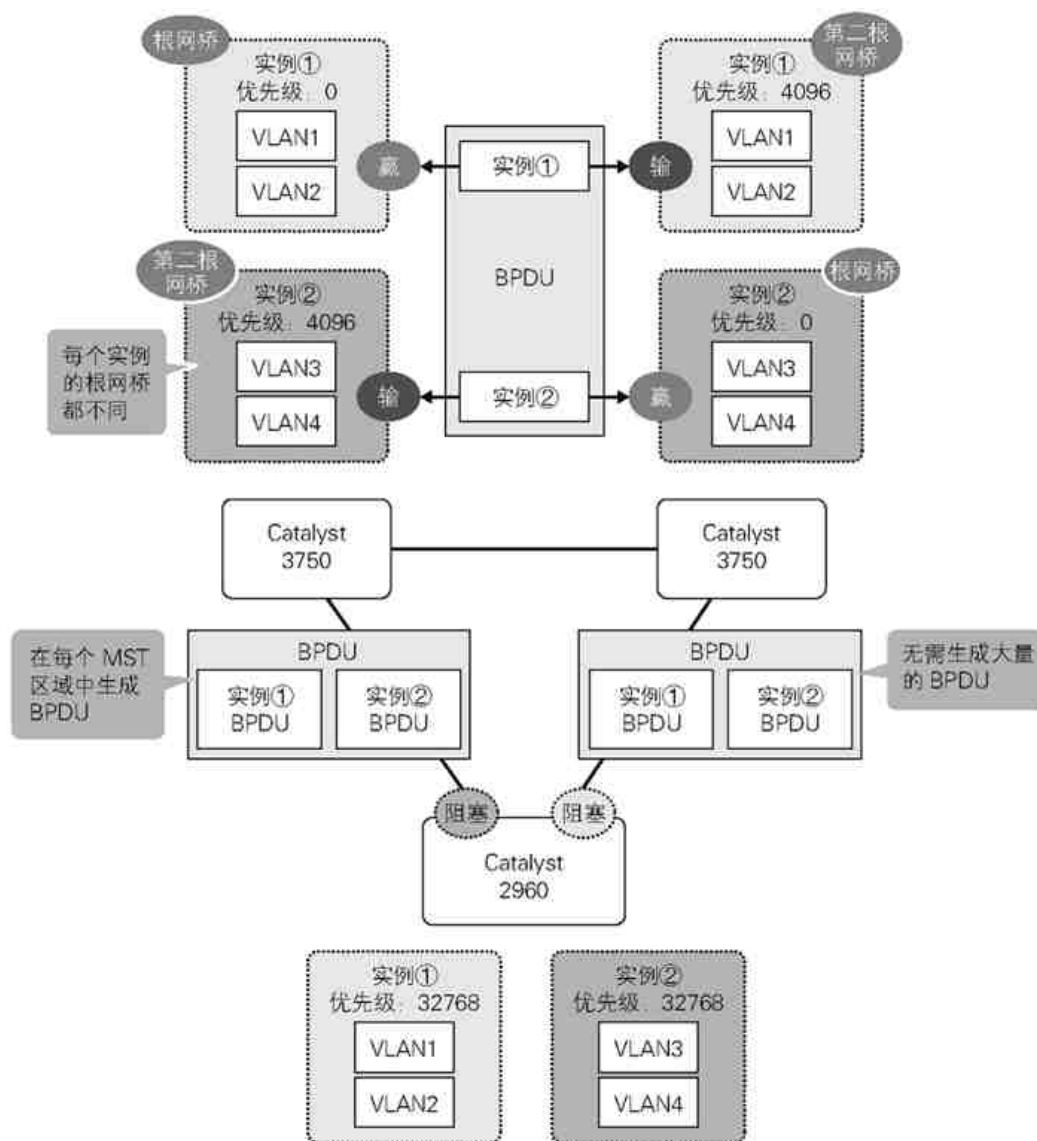 根网桥
实例①
优先级：0
VLAN1
VLAN2
赢
实例①
BPDU
实例②
输
第二根
网桥
实例①
优先级：4096
VLAN1
VLAN2
第二根
网桥
实例②
优先级：4096
VLAN3
VLAN4
输
每个实例
的根网桥
都不同
根网桥
实例②
优先级：0
VLAN3
VLAN4
赢
Catalyst
3750
Catalyst
3750
在每个 MST
区域中生成
BPDU
BPDU
实例①
BPDU
实例②
BPDU
BPDU
实例①
BPDU
实例②
BPDU
无需生成大量
的 BPDU
阻塞
阻塞
Catalyst
2960
实例①
优先级：32768
VLAN1
VLAN2
实例②
优先级：32768
VLAN3
VLAN4